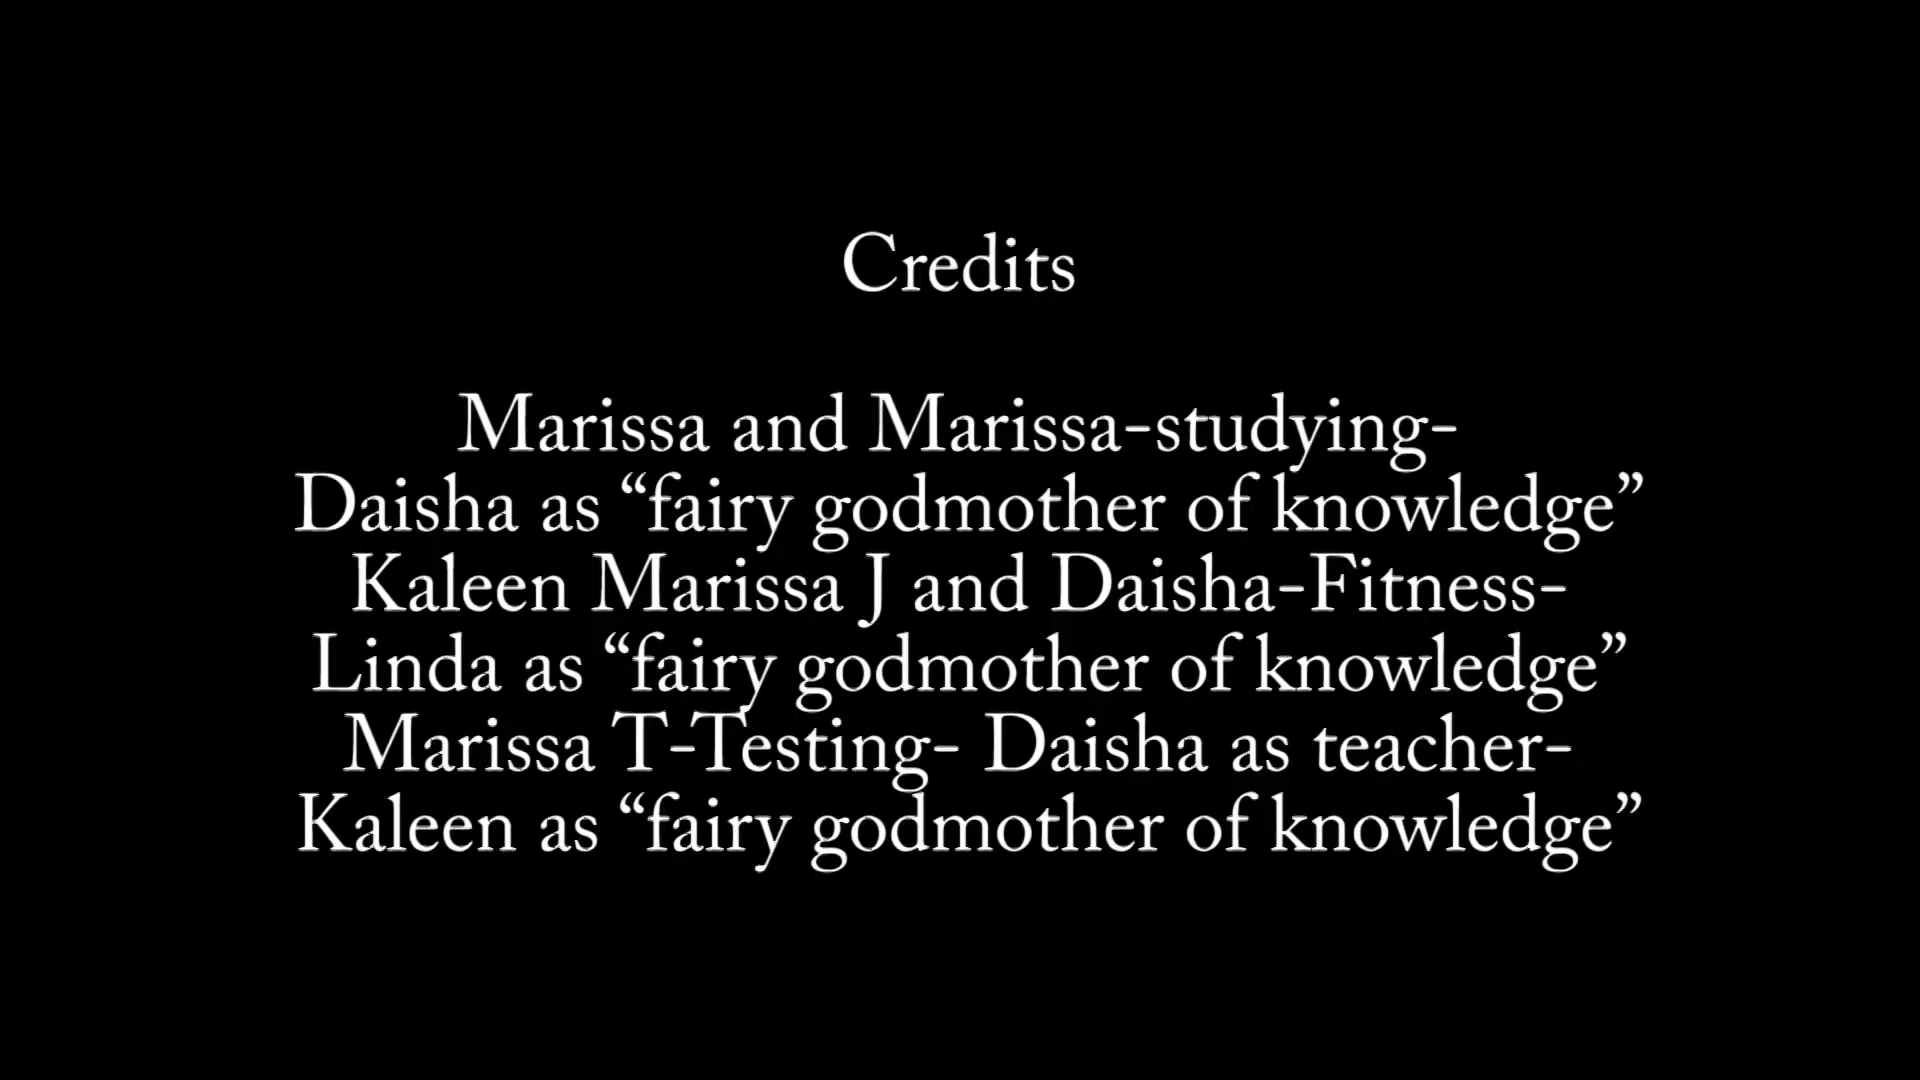 Credits
Marissa and Marissa-studying-
Daisha as “fairy godmother of knowledge”
Kaleen Marissa J and Daisha-Fitness-
Linda as “fairy godmother of knowledge”
Marissa T-Testing- Daisha as teacher-
Kaleen as “fairy godmother of knowledge”